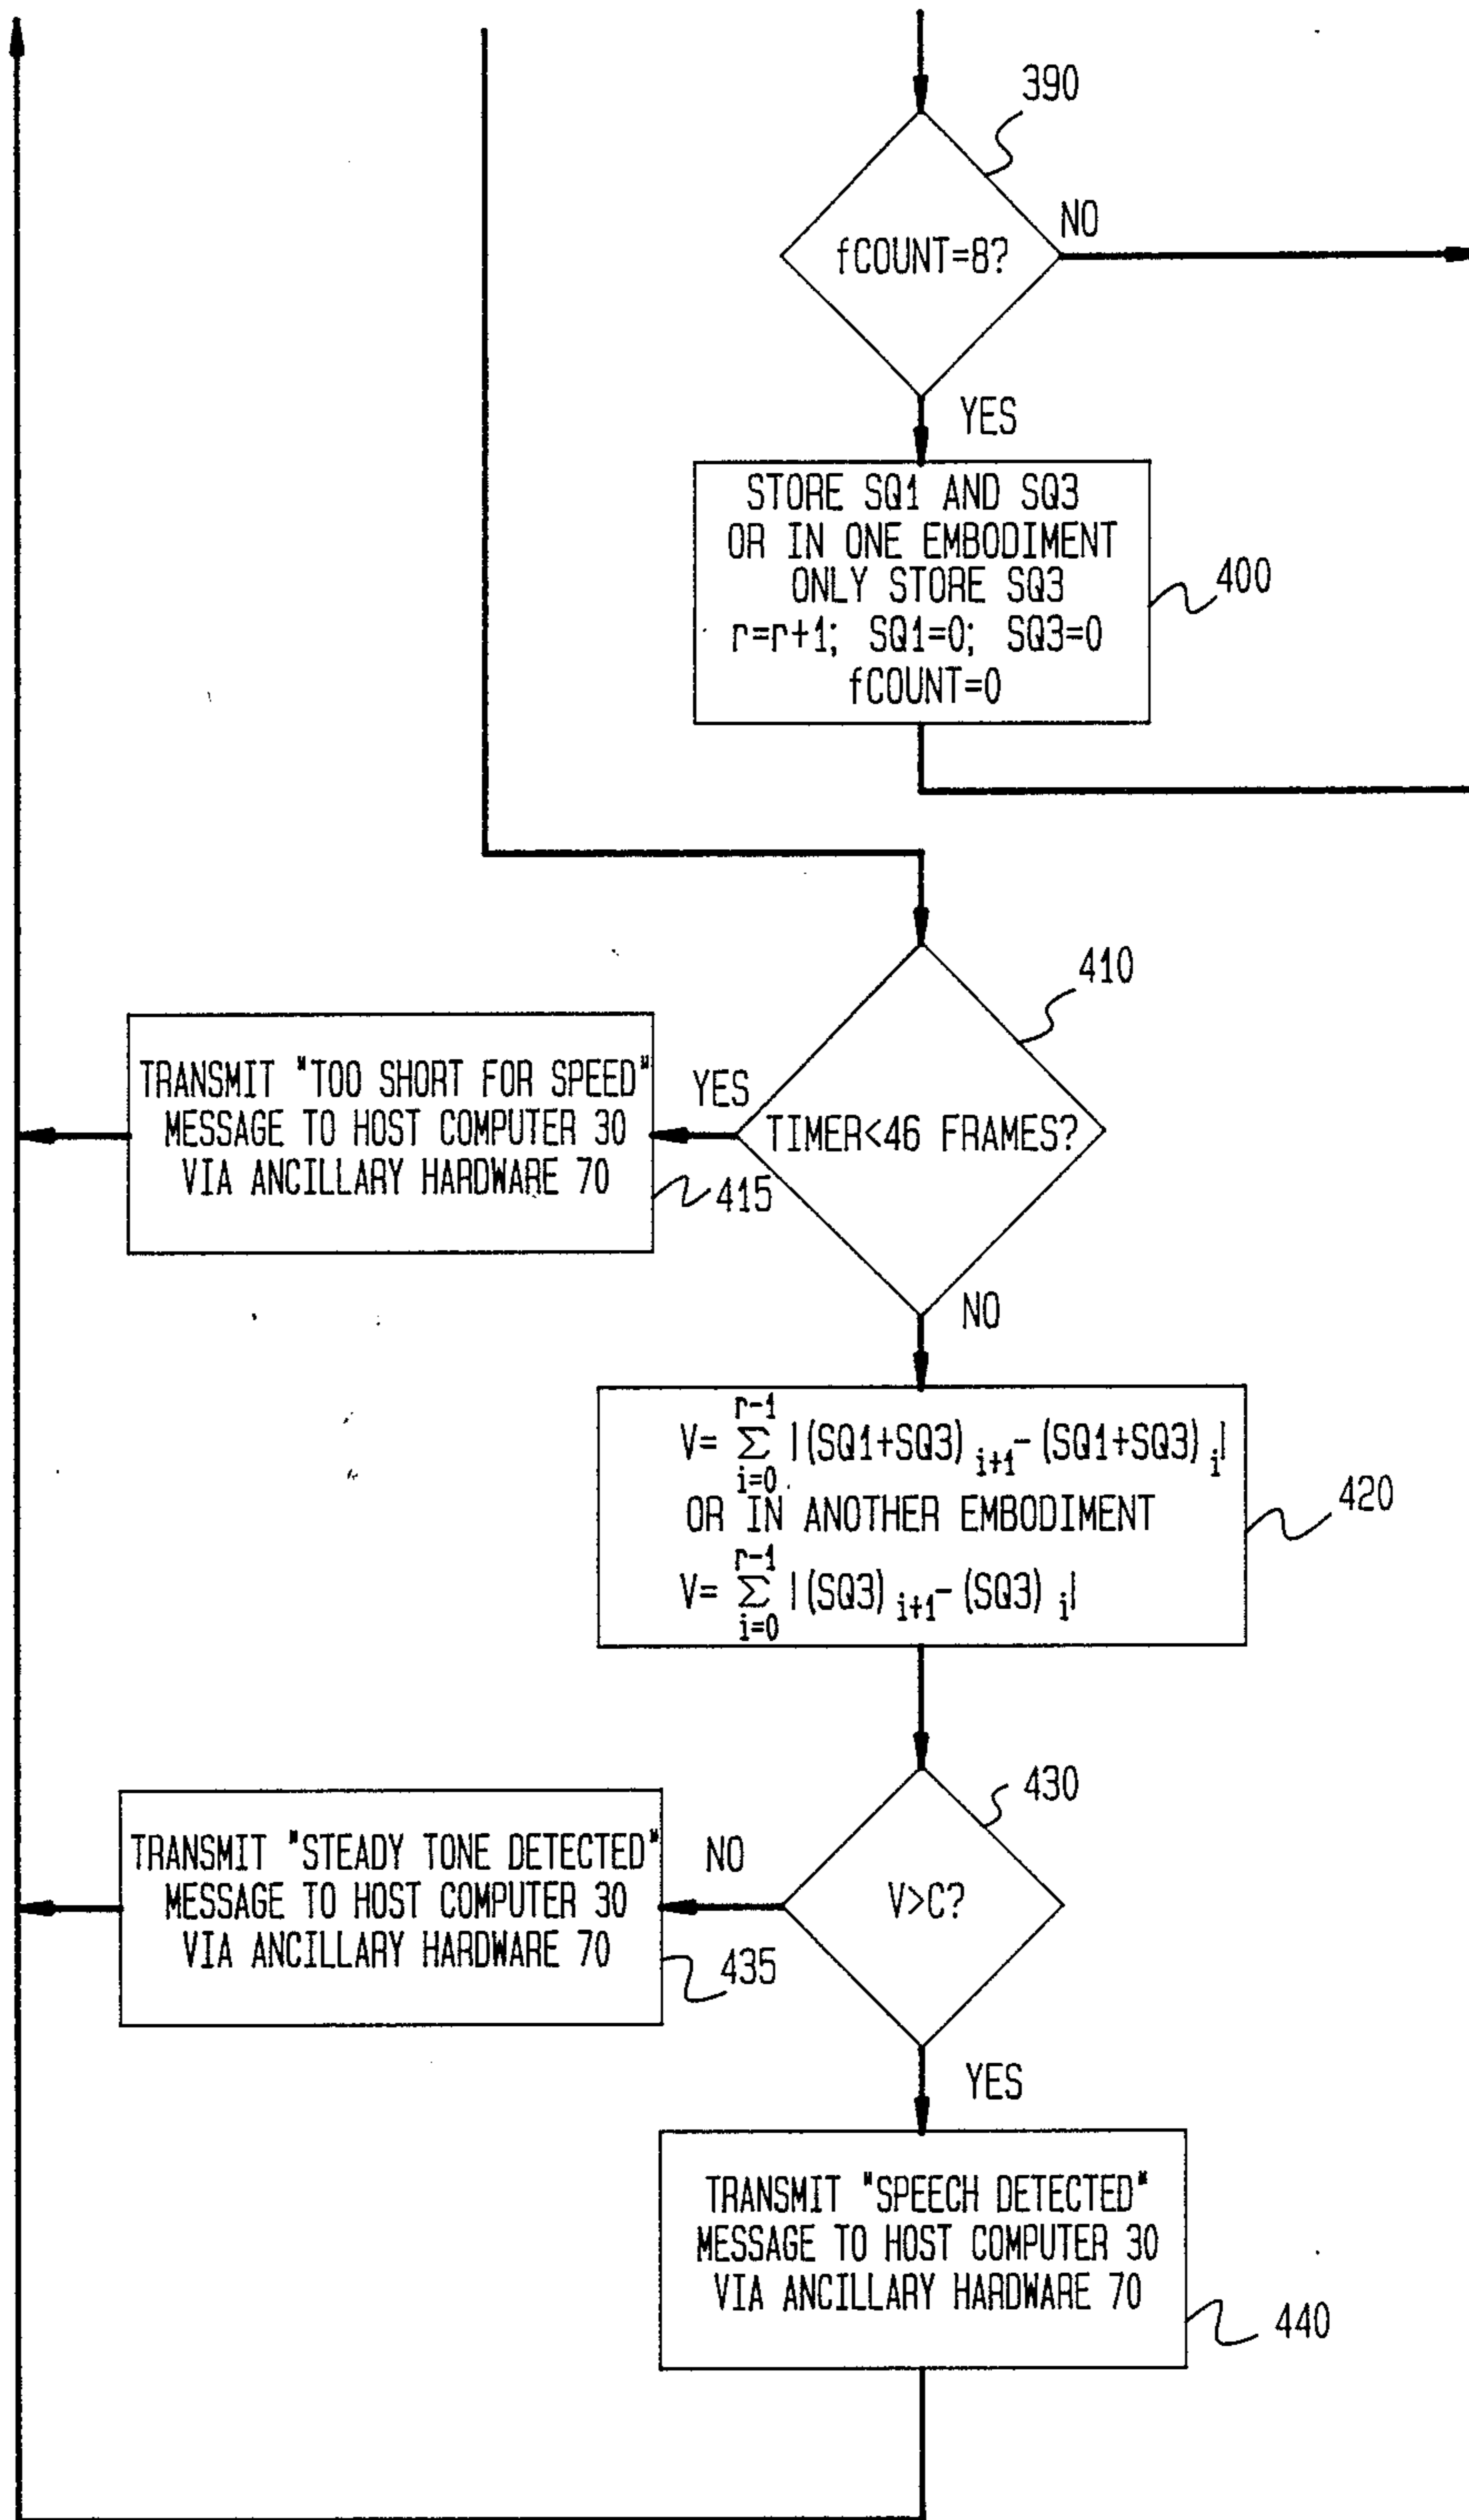 390
fCOUNT=8?
NO
YES
STORE SQ1 AND SQ3
OR IN ONE EMBODIMENT
ONLY STORE SQ3
r=r+1; SQ1=0; SQ3=0
fCOUNT=0
400
410
TIMER<46 FRAMES?
YES
TRANSMIT "TOO SHORT FOR SPEED"
MESSAGE TO HOST COMPUTER 30
VIA ANCILLARY HARDWARE 70
415
NO
V= r-1 ∑ i=0 |(SQ1+SQ3) i+1 - (SQ1+SQ3) i|
OR IN ANOTHER EMBODIMENT
V= r-1 ∑ i=0 |(SQ3) i+1 - (SQ3) i|
420
430
V>C?
NO
TRANSMIT "STEADY TONE DETECTED"
MESSAGE TO HOST COMPUTER 30
VIA ANCILLARY HARDWARE 70
435
YES
TRANSMIT "SPEECH DETECTED"
MESSAGE TO HOST COMPUTER 30
VIA ANCILLARY HARDWARE 70
440